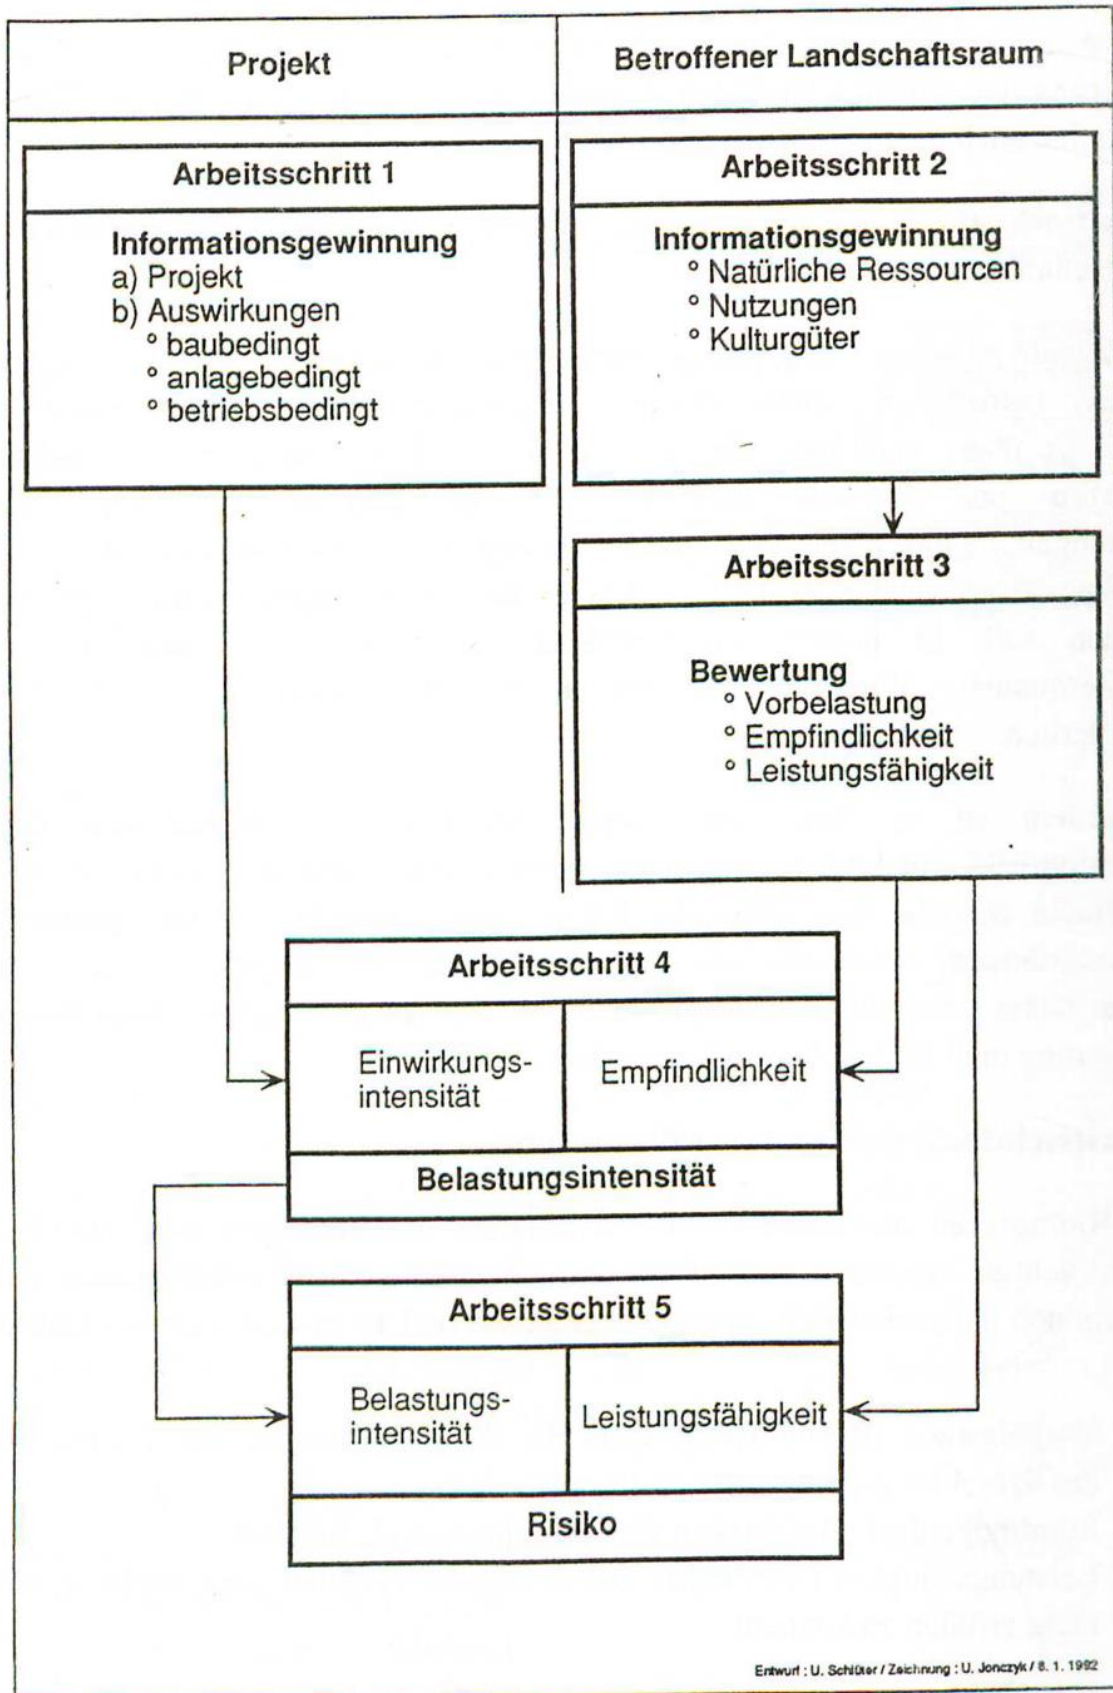 Projekt
Betroffener Landschaftsraum
Arbeitsschritt 1
Informationsgewinnung
a) Projekt
b) Auswirkungen
° baubedingt
° anlagebedingt
° betriebsbedingt
Arbeitsschritt 2
Informationsgewinnung
° Natürliche Ressourcen
° Nutzungen
° Kulturgüter
Arbeitsschritt 3
Bewertung
° Vorbelastung
° Empfindlichkeit
° Leistungsfähigkeit
Arbeitsschritt 4
Einwirkungs-
intensität
Empfindlichkeit
Belastungsintensität
Arbeitsschritt 5
Belastungs-
intensität
Leistungsfähigkeit
Risiko
Entwurf : U. Schlüter / Zeichnung : U. Jonczyk / 8. 1. 1992